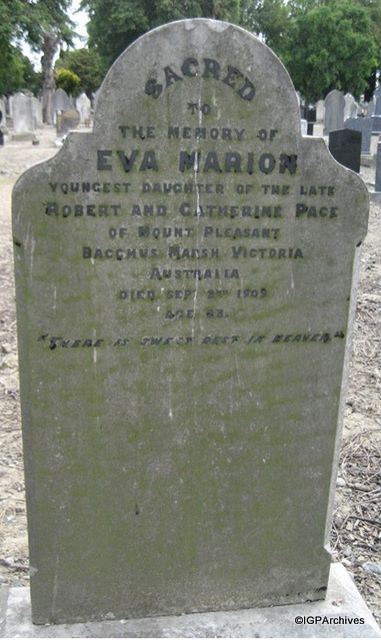 SACRED
TO
THE MEMORY OF
EVA MARION
YOUNGEST DAUGHTER OF THE LATE
ROBERT AND CATHERINE PACE
OF MOUNT PLEASANT
BACCHUS MARSH VICTORIA
AUSTRALIA
DIED SEPT 2ND 1909
AGE
"THERE IS SWEET REST IN HEAVEN."
©IGPArchives